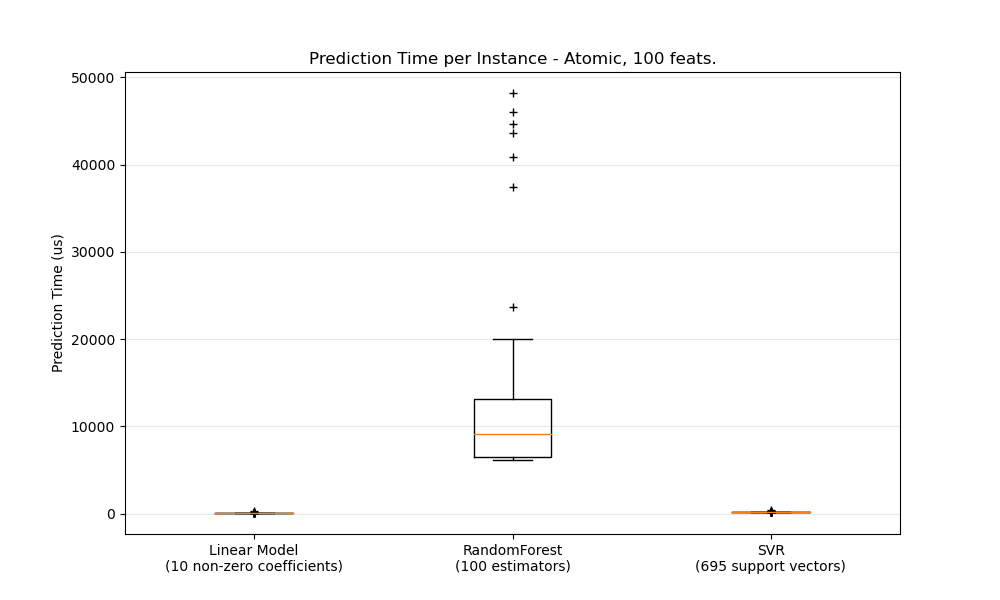 Prediction Time per Instance - Atomic, 100 feats.
50000
40000
30000
20000
10000
0
Prediction Time (us)
Linear Model
(10 non-zero coefficients)
RandomForest
(100 estimators)
SVR
(695 support vectors)